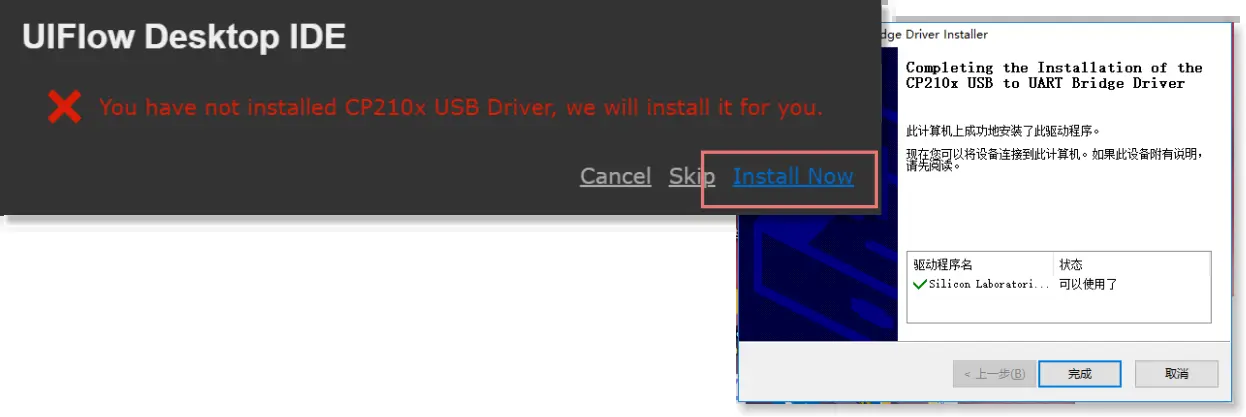 UIFlow Desktop IDE
You have not installed CP210x USB Driver, we will install it for you.
Cancel Skip Install Now
Driver Installer
Completing the Installation of the
CP210x USB to UART Bridge Driver
此计算机上成功地安装了此驱动程序。
现在您可以将设备连接到此计算机。如果此设备附有说明，
请先阅读。
驱动程序名 状态
Silicon Laboratori... 可以使用了
< 上一步(B) 完成 取消